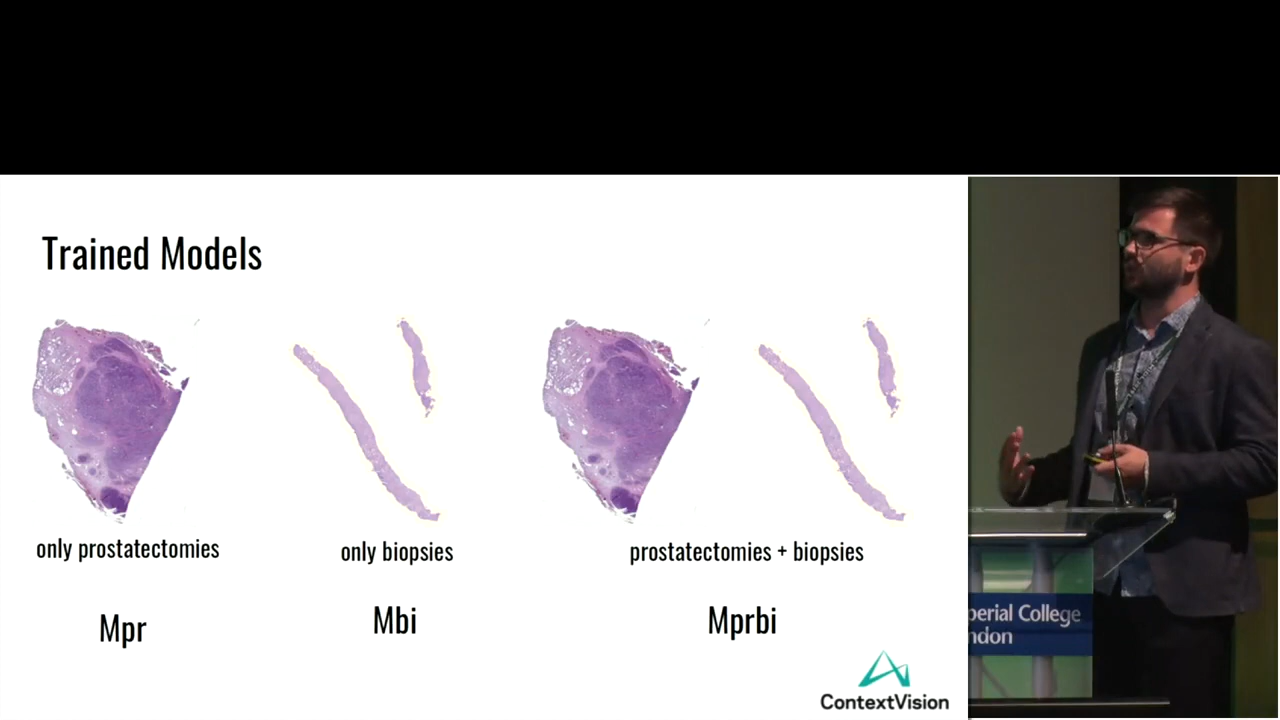 Trained Models
only prostatectomies
only biopsies
prostatectomies + biopsies
Mpr
Mbi
Mprbi
ContextVision
perial College
ndon